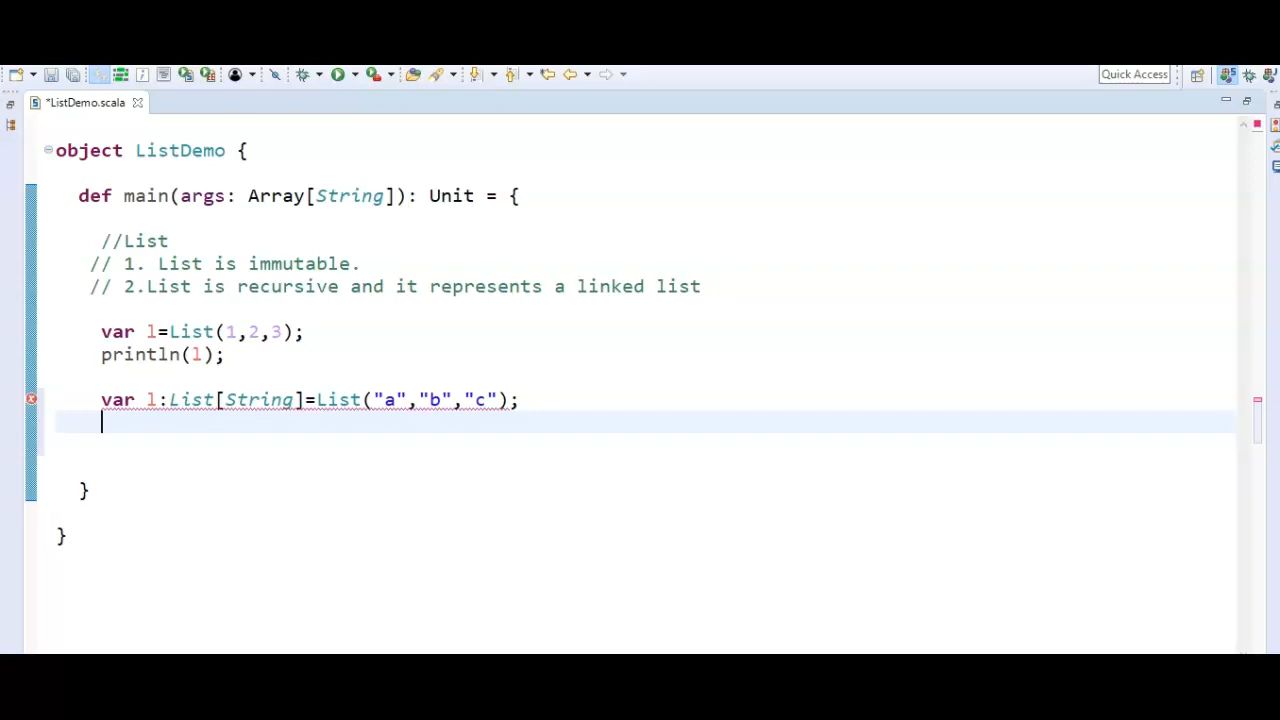 Quick Access
*ListDemo.scala
object ListDemo {
def main(args: Array[String]): Unit = {
//List
// 1. List is immutable.
// 2.List is recursive and it represents a linked list
var l=List(1,2,3);
println(l);
var l:List[String]=List("a","b","c");
}
}